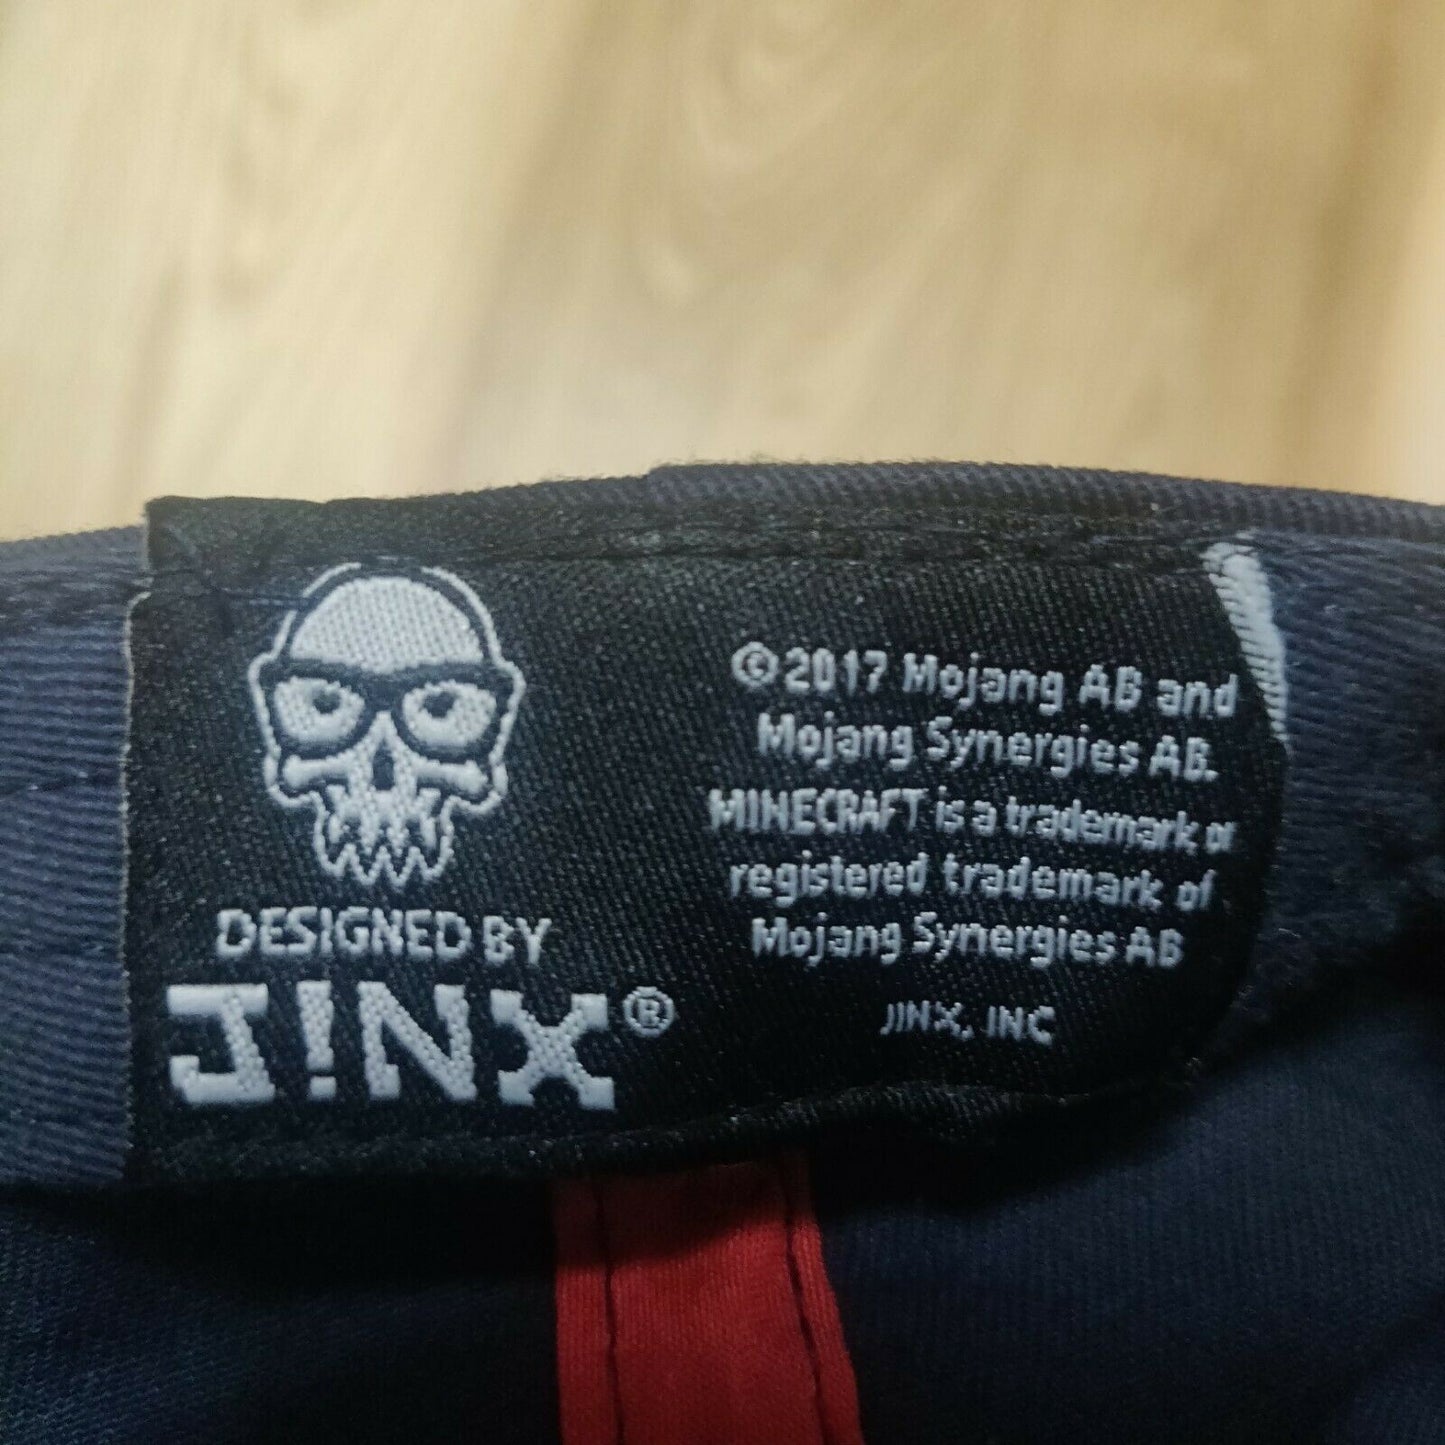 DESIGNED BY
J!NX®
©2017 Mojang AB and
Mojang Synergies AB.
MINECRAFT is a trademark or
registered trademark of
Mojang Synergies AB
JINX, INC